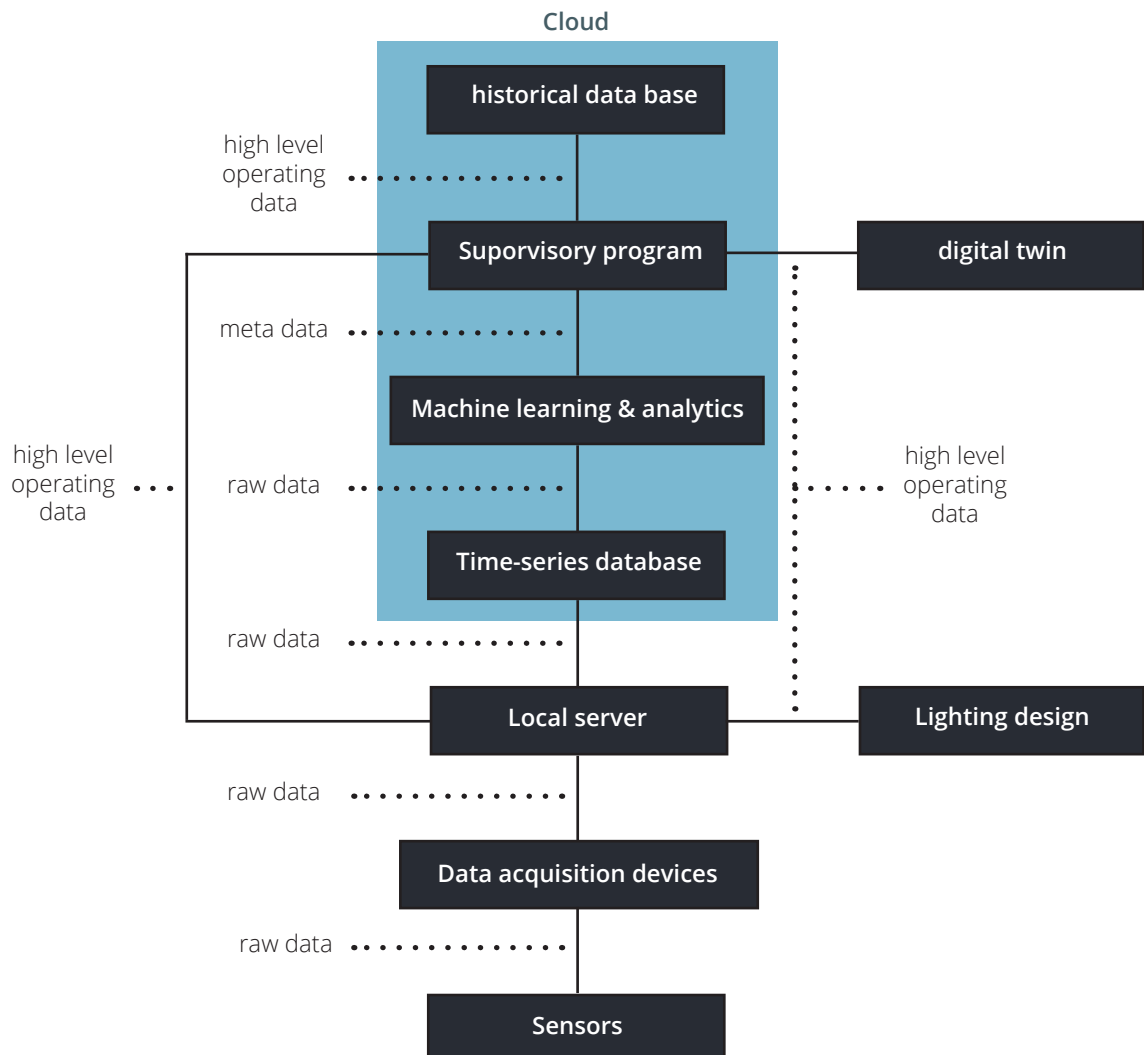 Cloud
historical data base
high level
operating
data
Suporvisory program
digital twin
meta data
Machine learning & analytics
high level
operating
data
raw data
high level
operating
data
Time-series database
raw data
Local server
Lighting design
raw data
Data acquisition devices
raw data
Sensors